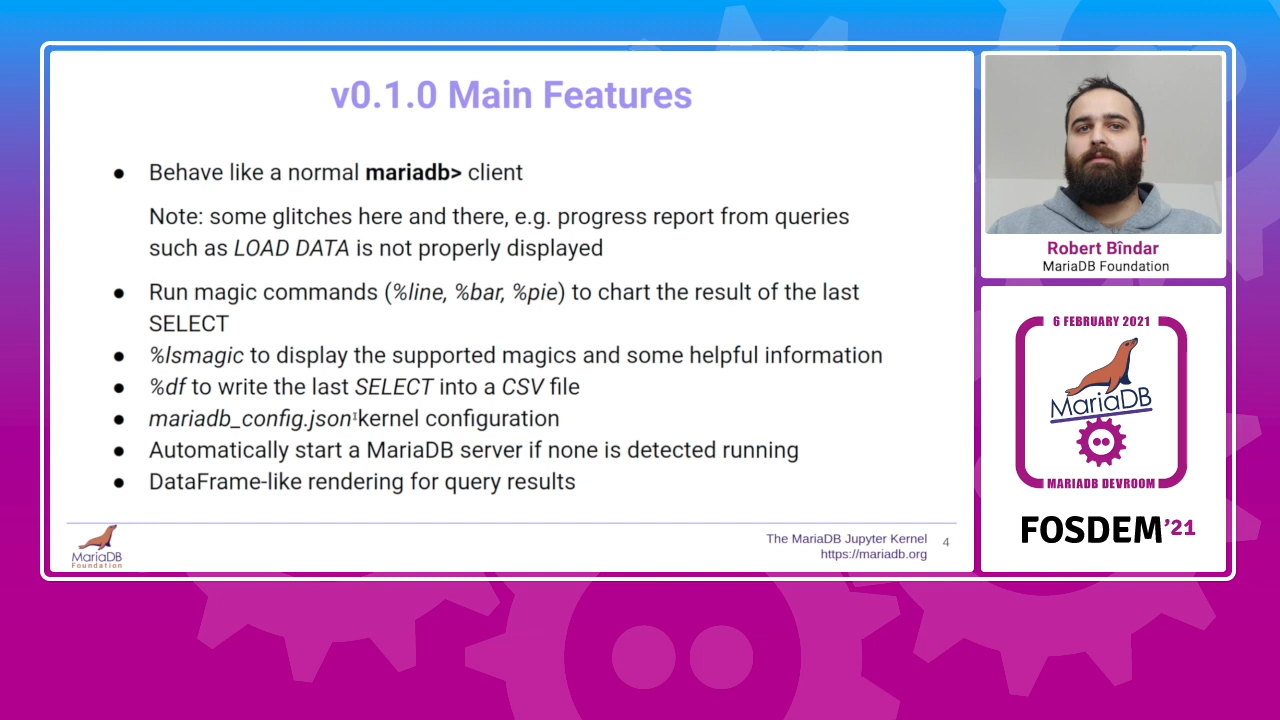 v0.1.0 Main Features
● Behave like a normal mariadb> client
Note: some glitches here and there, e.g. progress report from queries
such as LOAD DATA is not properly displayed
● Run magic commands (%line, %bar, %pie) to chart the result of the last
SELECT
● %lsmagic to display the supported magics and some helpful information
● %df to write the last SELECT into a CSV file
● mariadb_config.json kernel configuration
● Automatically start a MariaDB server if none is detected running
● DataFrame-like rendering for query results
MariaDB
Foundation
The MariaDB Jupyter Kernel
https://mariadb.org
4
Robert Bîndar
MariaDB Foundation
6 FEBRUARY 2021
MariaDB
MARIADB DEVROOM
FOSDEM'21